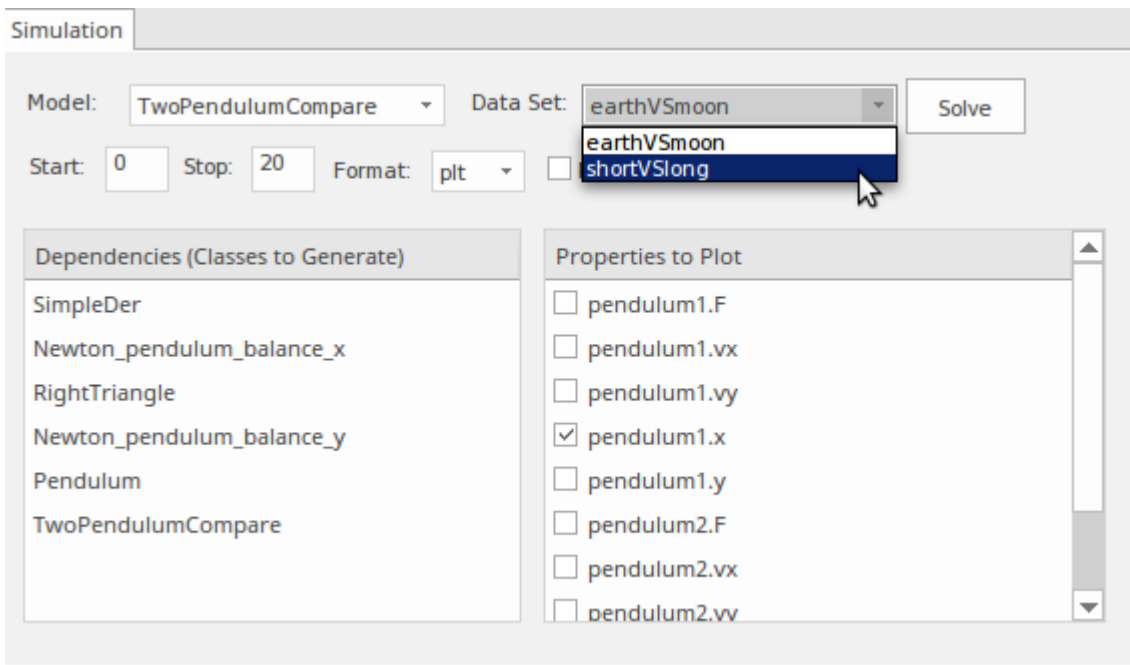 Simulation
Model: TwoPendulumCompare Data Set: earthVSmoon Solve
earthVSmoon
Start: 0 Stop: 20 Format: plt shortVSlong
Dependencies (Classes to Generate)
SimpleDer
Newton_pendulum_balance_x
RightTriangle
Newton_pendulum_balance_y
Pendulum
TwoPendulumCompare
Properties to Plot
pendulum1.F
pendulum1.vx
pendulum1.vy
pendulum1.x
pendulum1.y
pendulum2.F
pendulum2.vx
pendulum2.vy